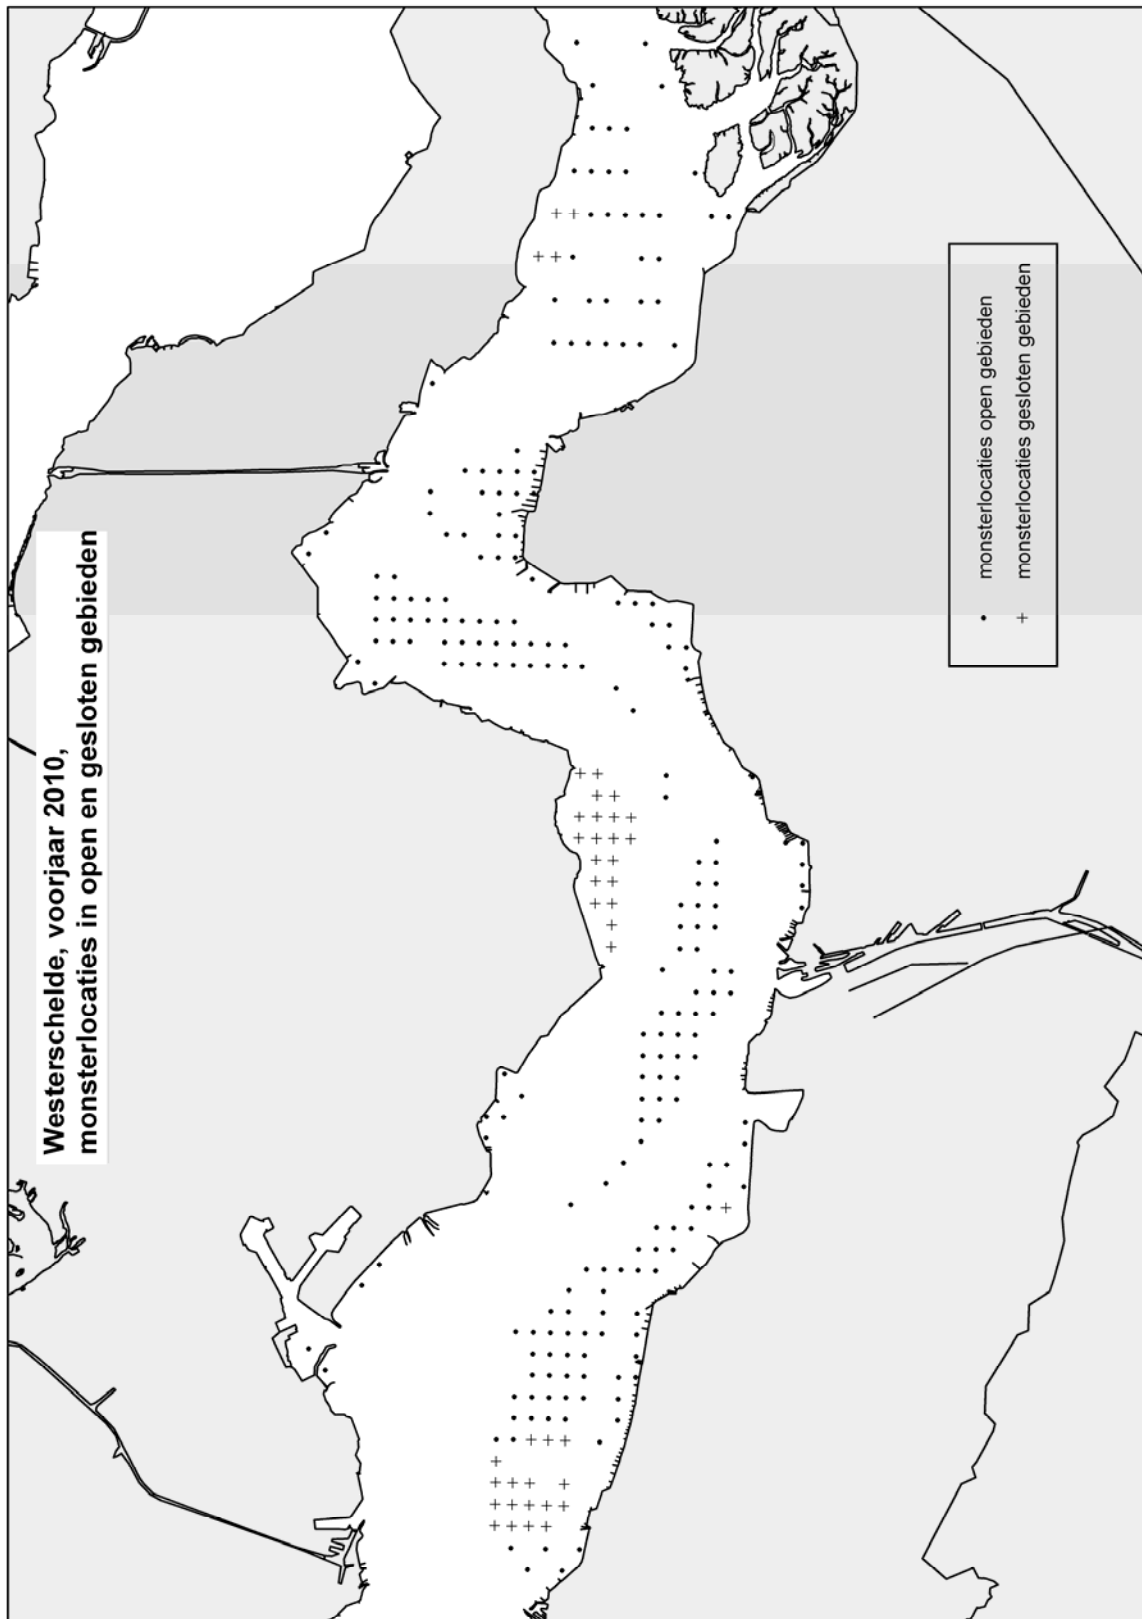 Westerschelde, voorjaar 2010,
monsterlocaties in open en gesloten gebieden
monsterlocaties open gebieden
monsterlocaties gesloten gebieden